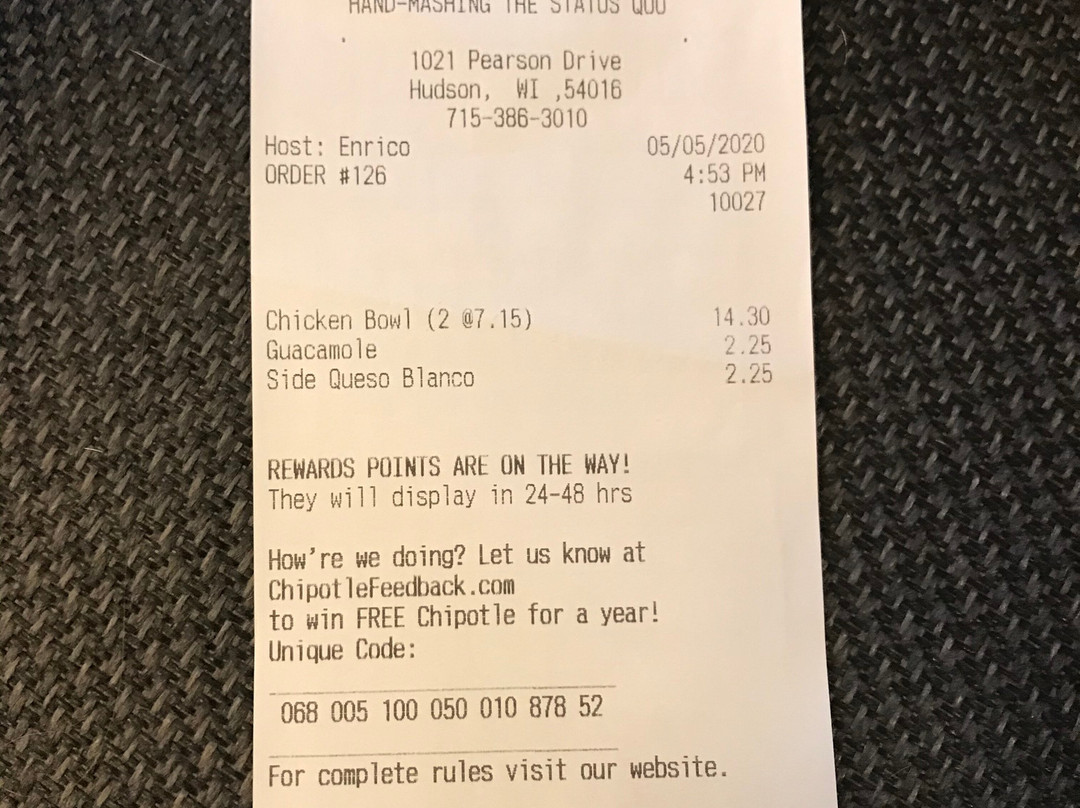 HAND-MASHING THE STATUS QUO
1021 Pearson Drive
Hudson, WI ,54016
715-386-3010
Host: Enrico 05/05/2020
ORDER #126 4:53 PM
10027
Chicken Bowl (2 @7.15) 14.30
Guacamole 2.25
Side Queso Blanco 2.25
REWARDS POINTS ARE ON THE WAY!
They will display in 24-48 hrs
How're we doing? Let us know at
ChipotleFeedback.com
to win FREE Chipotle for a year!
Unique Code:
068 005 100 050 010 878 52
For complete rules visit our website.